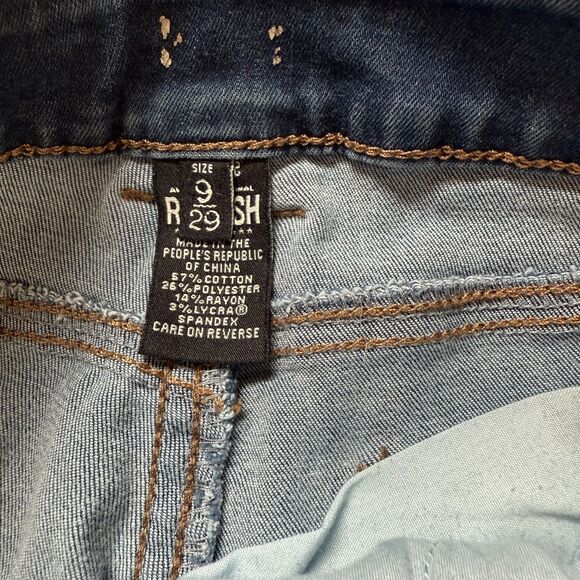 SIZE
9
29
MADE IN THE
PEOPLE'S REPUBLIC
OF CHINA
57% COTTON
26% POLYESTER
14% RAYON
3% LYCRA®
SPANDEX
CARE ON REVERSE